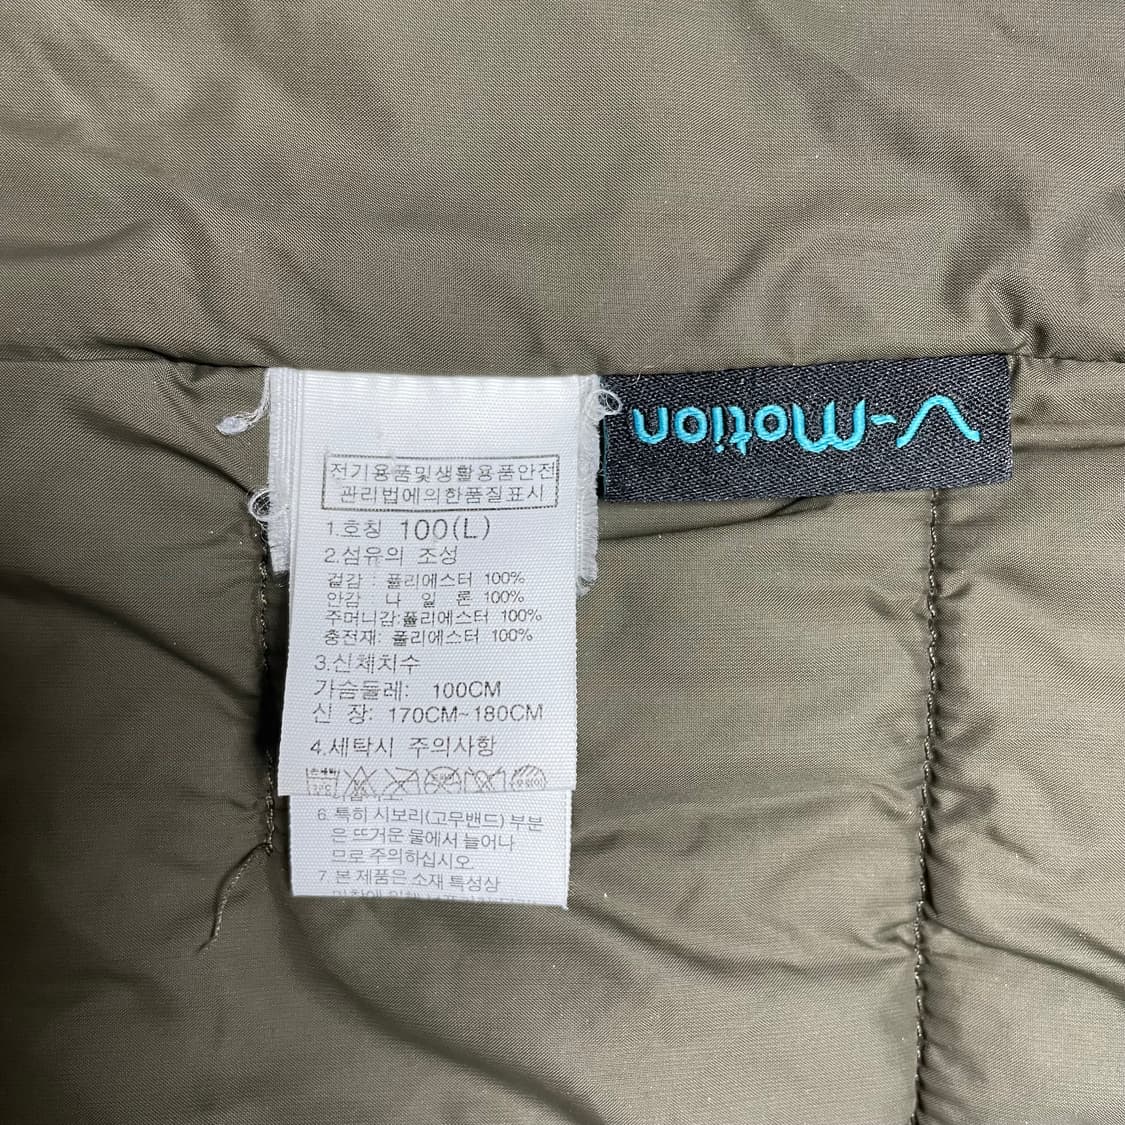 V-Motion
전기용품및생활용품안전
관리법에의한품질표시
1.호칭 100(L)
2.섬유의 조성
겉감 : 폴리에스터 100%
안감 나 일 론 100%
주머니감:폴리에스터 100%
충전재: 폴리에스터 100%
3.신체치수
가슴둘레: 100CM
신 장: 170CM~180CM
4.세탁시 주의사항
6. 특히 시보리(고무밴드) 부분
은 뜨거운 물에서 늘어나
므로 주의하십시오.
7. 본 제품은 소재 특성상